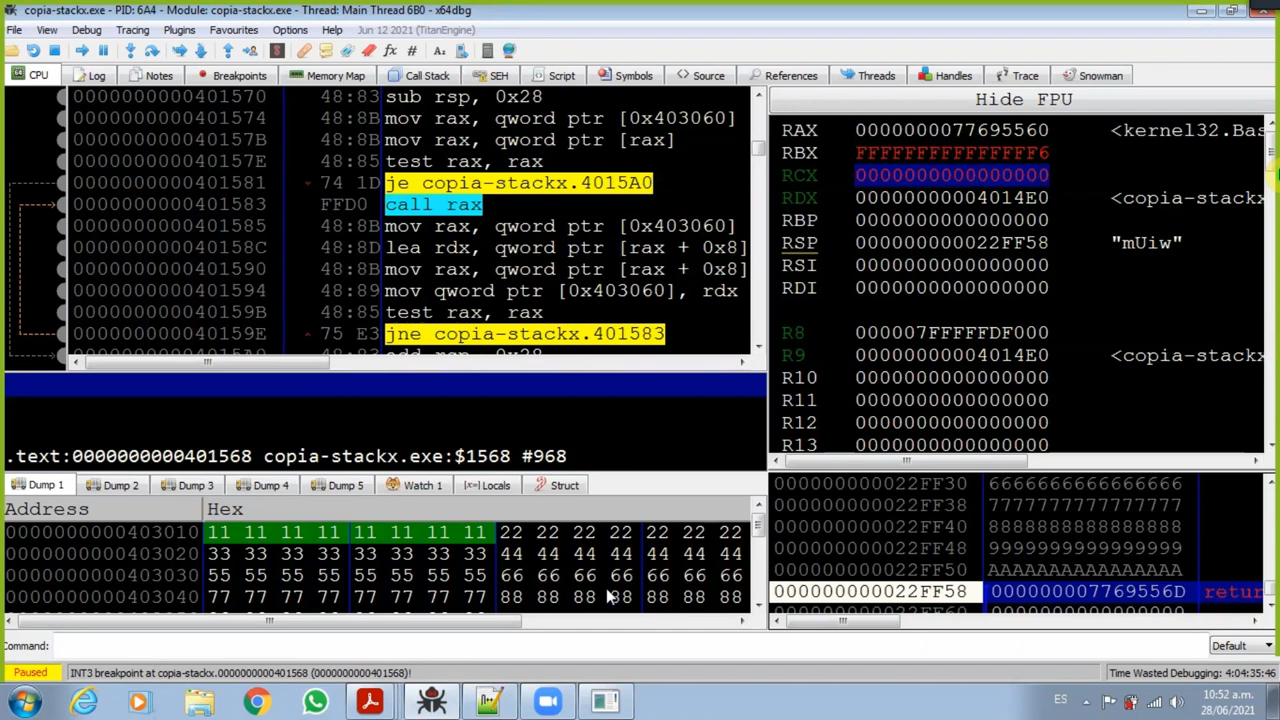 copia-stackx.exe - PID: 6A4 - Module: copia-stackx.exe - Thread: Main Thread 6B0 - x64dbg
File View Debug Tracing Plugins Favourites Options Help Jun 12 2021 (TitanEngine)
CPU Log Notes Breakpoints Memory Map Call Stack SEH Script Symbols Source References Threads Handles Trace Snowman
0000000000401570 48:83 sub rsp, 0x28
0000000000401574 48:8B mov rax, qword ptr [0x403060]
000000000040157B 48:8B mov rax, qword ptr [rax]
000000000040157E 48:85 test rax, rax
0000000000401581 74 1D je copia-stackx.4015A0
0000000000401583 FFD0 call rax
0000000000401585 48:8B mov rax, qword ptr [0x403060]
000000000040158C 48:8D lea rdx, qword ptr [rax + 0x8]
0000000000401590 48:8B mov rax, qword ptr [rax + 0x8]
0000000000401594 48:89 mov qword ptr [0x403060], rdx
000000000040159B 48:85 test rax, rax
000000000040159E 75 E3 jne copia-stackx.401583
Hide FPU
RAX 0000000077695560 <kernel32.Bas
RBX FFFFFFFFFFFFFFF6
RCX 0000000000000000
RDX 00000000004014E0 <copia-stackx
RBP 0000000000000000
RSP 000000000022FF58 "mUiw"
RSI 0000000000000000
RDI 0000000000000000
R8 000007FFFFFDF000
R9 00000000004014E0 <copia-stackx
R10 0000000000000000
R11 0000000000000000
R12 0000000000000000
R13 0000000000000000
.text:0000000000401568 copia-stackx.exe:$1568 #968
Dump 1 Dump 2 Dump 3 Dump 4 Dump 5 Watch 1 Locals Struct
Address Hex
0000000000403010 11 11 11 11 11 11 11 11 22 22 22 22 22 22 22
0000000000403020 33 33 33 33 33 33 33 33 44 44 44 44 44 44 44
0000000000403030 55 55 55 55 55 55 55 55 66 66 66 66 66 66 66
0000000000403040 77 77 77 77 77 77 77 77 88 88 88 88 88 88 88
000000000022FF30 6666666666666666
000000000022FF38 7777777777777777
000000000022FF40 8888888888888888
000000000022FF48 9999999999999999
000000000022FF50 AAAAAAAAAAAAAAAA
000000000022FF58 000000007769556D retur
Command: Default
Paused INT3 breakpoint at copia-stackx.0000000000401568 (0000000000401568)! Time Wasted Debugging: 4:04:35:46
ES 10:52 a.m.
28/06/2021